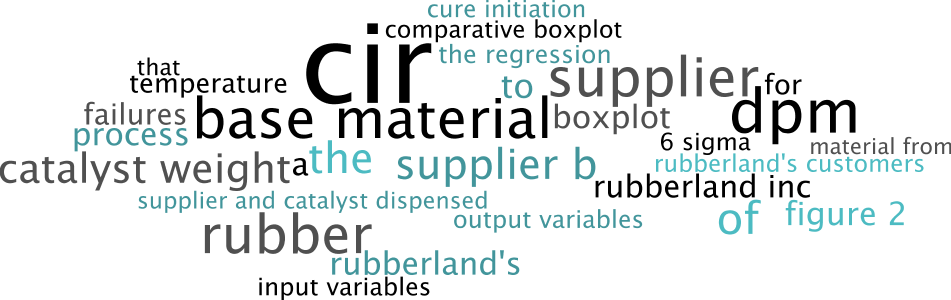 cure initiation
comparative boxplot
cir
the regression
that
supplier
temperature
to
for
dpm
base material
failures
boxplot
process
6 sigma
material from
the
supplier b
rubberland's customers
catalyst weight
a
rubberland inc
supplier and catalyst dispensed
of
figure 2
output variables
rubber
rubberland's
input variables